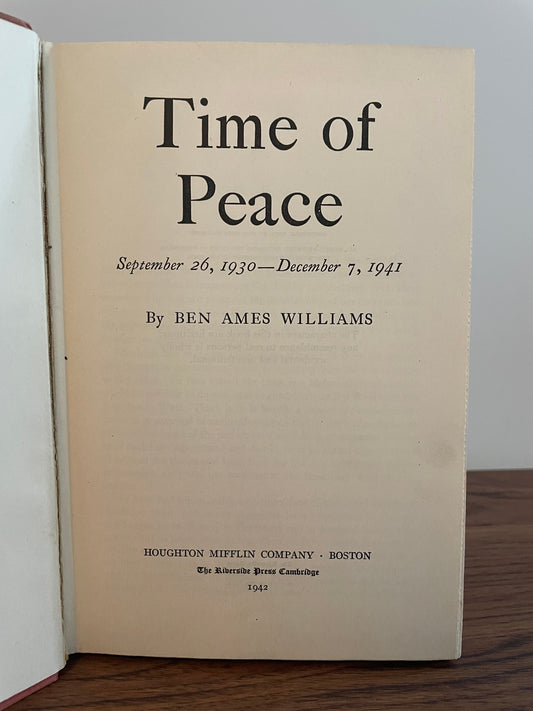 Time of
Peace
September 26, 1930—December 7, 1941
By BEN AMES WILLIAMS
HOUGHTON MIFFLIN COMPANY · BOSTON
The Riverside Press Cambridge
1942